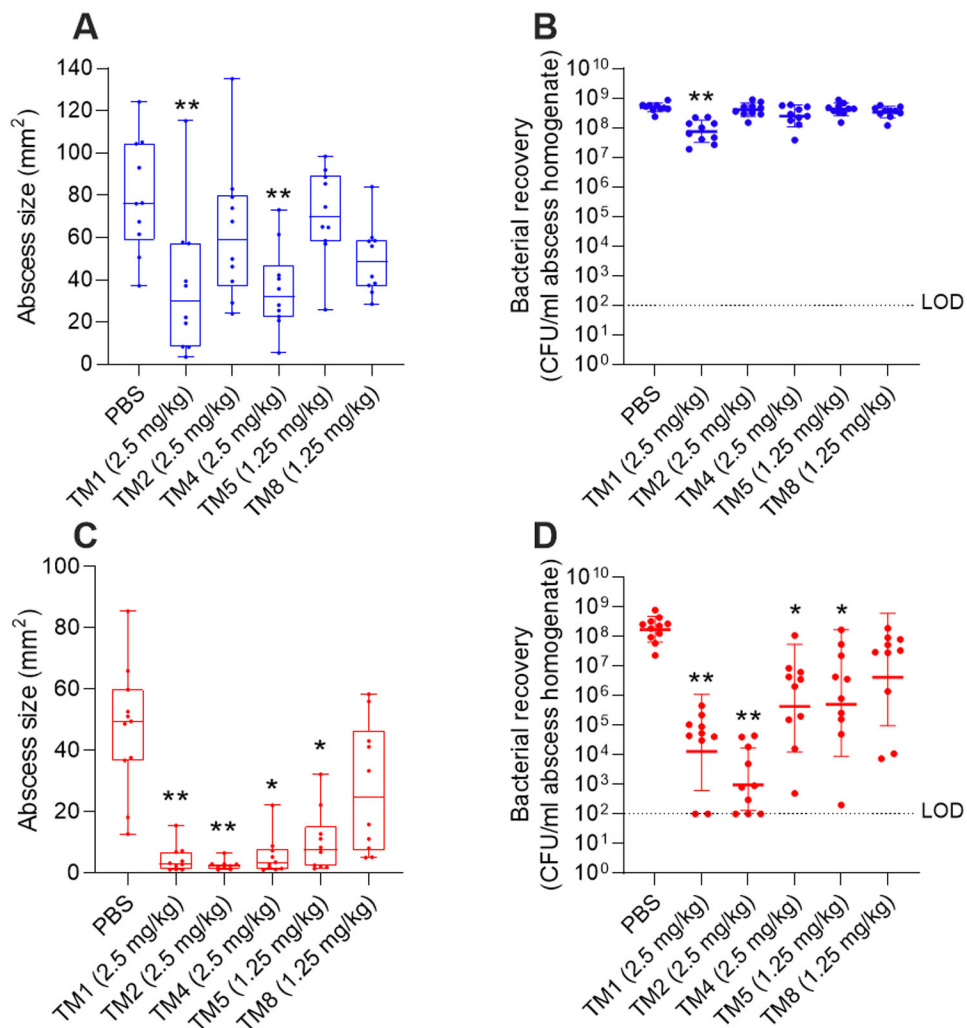 A
Abscess size (mm²)
140
120
100
80
60
40
20
0
**
**
PBS
TM1 (2.5 mg/kg)
TM2 (2.5 mg/kg)
TM4 (2.5 mg/kg)
TM5 (1.25 mg/kg)
TM8 (1.25 mg/kg)
B
Bacterial recovery
(CFU/ml abscess homogenate)
10¹⁰
10⁹
10⁸
10⁷
10⁶
10⁵
10⁴
10³
10²
10¹
10⁰
**
LOD
PBS
TM1 (2.5 mg/kg)
TM2 (2.5 mg/kg)
TM4 (2.5 mg/kg)
TM5 (1.25 mg/kg)
TM8 (1.25 mg/kg)
C
Abscess size (mm²)
100
80
60
40
20
0
**
**
*
*
PBS
TM1 (2.5 mg/kg)
TM2 (2.5 mg/kg)
TM4 (2.5 mg/kg)
TM5 (1.25 mg/kg)
TM8 (1.25 mg/kg)
D
Bacterial recovery
(CFU/ml abscess homogenate)
10¹⁰
10⁹
10⁸
10⁷
10⁶
10⁵
10⁴
10³
10²
10¹
10⁰
**
**
*
*
LOD
PBS
TM1 (2.5 mg/kg)
TM2 (2.5 mg/kg)
TM4 (2.5 mg/kg)
TM5 (1.25 mg/kg)
TM8 (1.25 mg/kg)